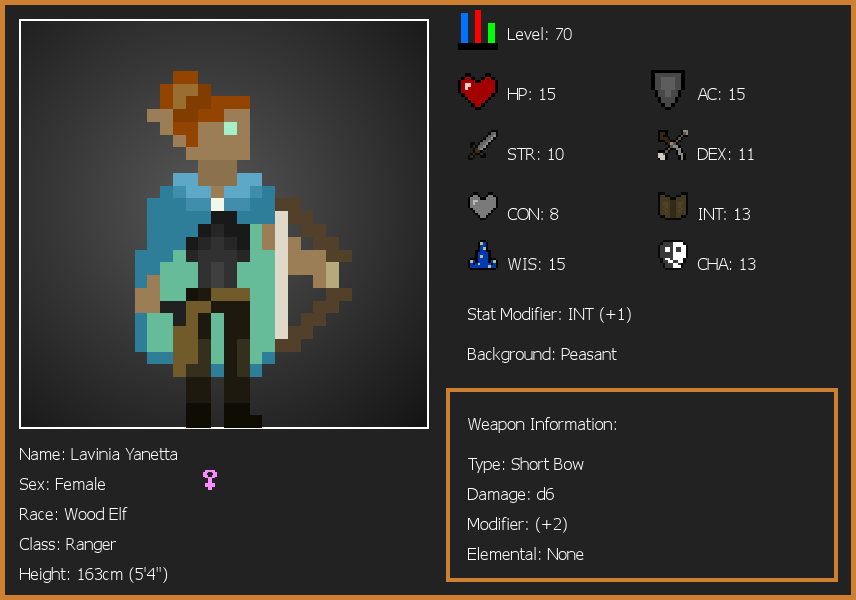 Level: 70
HP: 15
AC: 15
STR: 10
DEX: 11
CON: 8
INT: 13
WIS: 15
CHA: 13
Stat Modifier: INT (+1)
Background: Peasant
Weapon Information:
Type: Short Bow
Damage: d6
Modifier: (+2)
Elemental: None
Name: Lavinia Yanetta
Sex: Female
Race: Wood Elf
Class: Ranger
Height: 163cm (5'4")